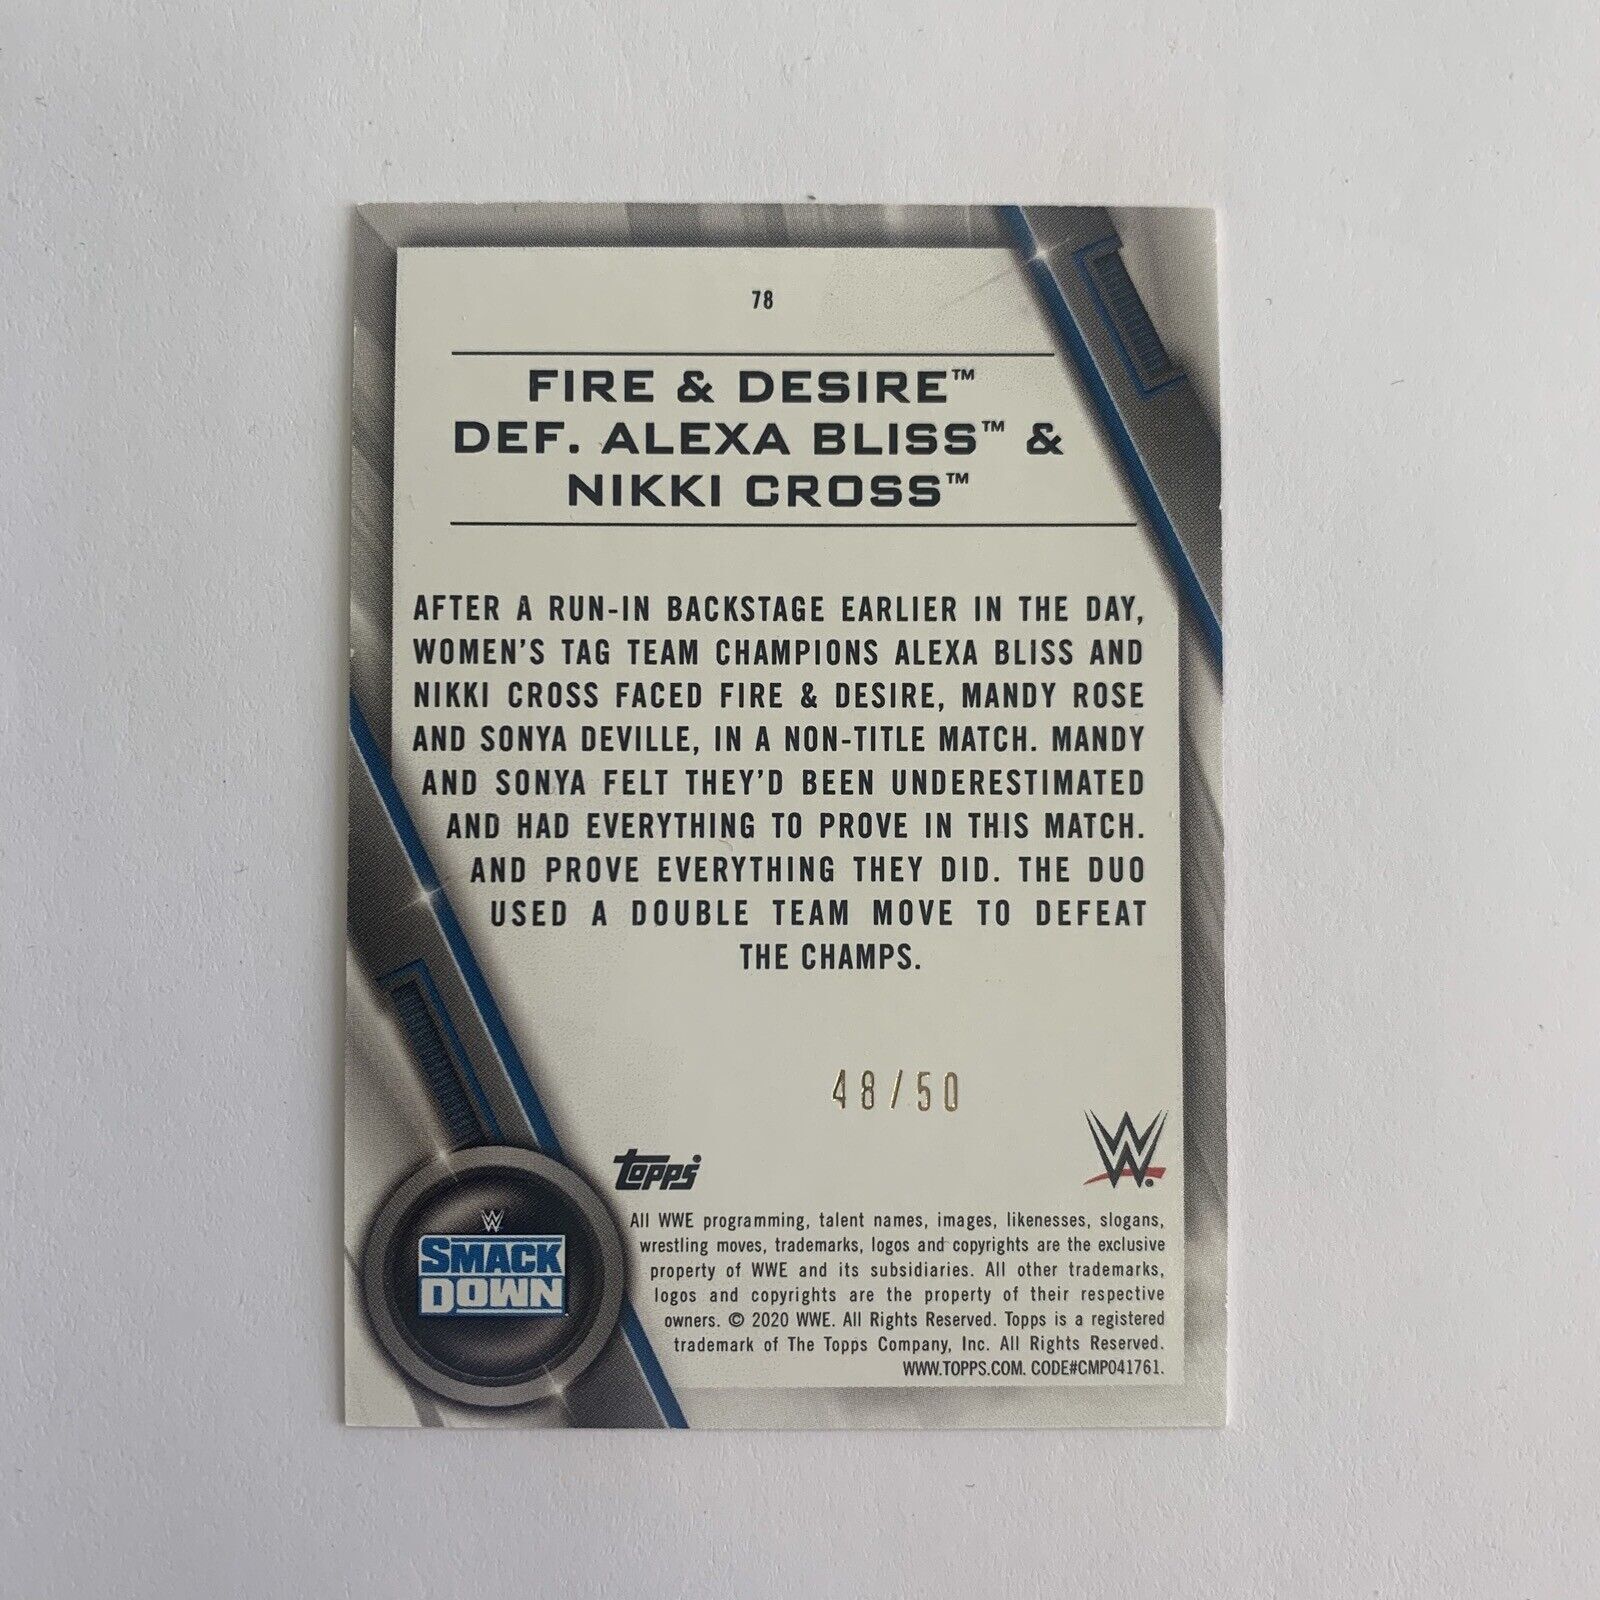 78
FIRE & DESIRE™
DEF. ALEXA BLISS™ &
NIKKI CROSS™
AFTER A RUN-IN BACKSTAGE EARLIER IN THE DAY,
WOMEN'S TAG TEAM CHAMPIONS ALEXA BLISS AND
NIKKI CROSS FACED FIRE & DESIRE, MANDY ROSE
AND SONYA DEVILLE, IN A NON-TITLE MATCH. MANDY
AND SONYA FELT THEY'D BEEN UNDERESTIMATED
AND HAD EVERYTHING TO PROVE IN THIS MATCH.
AND PROVE EVERYTHING THEY DID. THE DUO
USED A DOUBLE TEAM MOVE TO DEFEAT
THE CHAMPS.
48/50
topps
W
W
SMACK
DOWN
All WWE programming, talent names, images, likenesses, slogans,
wrestling moves, trademarks, logos and copyrights are the exclusive
property of WWE and its subsidiaries. All other trademarks,
logos and copyrights are the property of their respective
owners. © 2020 WWE. All Rights Reserved. Topps is a registered
trademark of The Topps Company, Inc. All Rights Reserved.
WWW.TOPPS.COM. CODE#CMP041761.